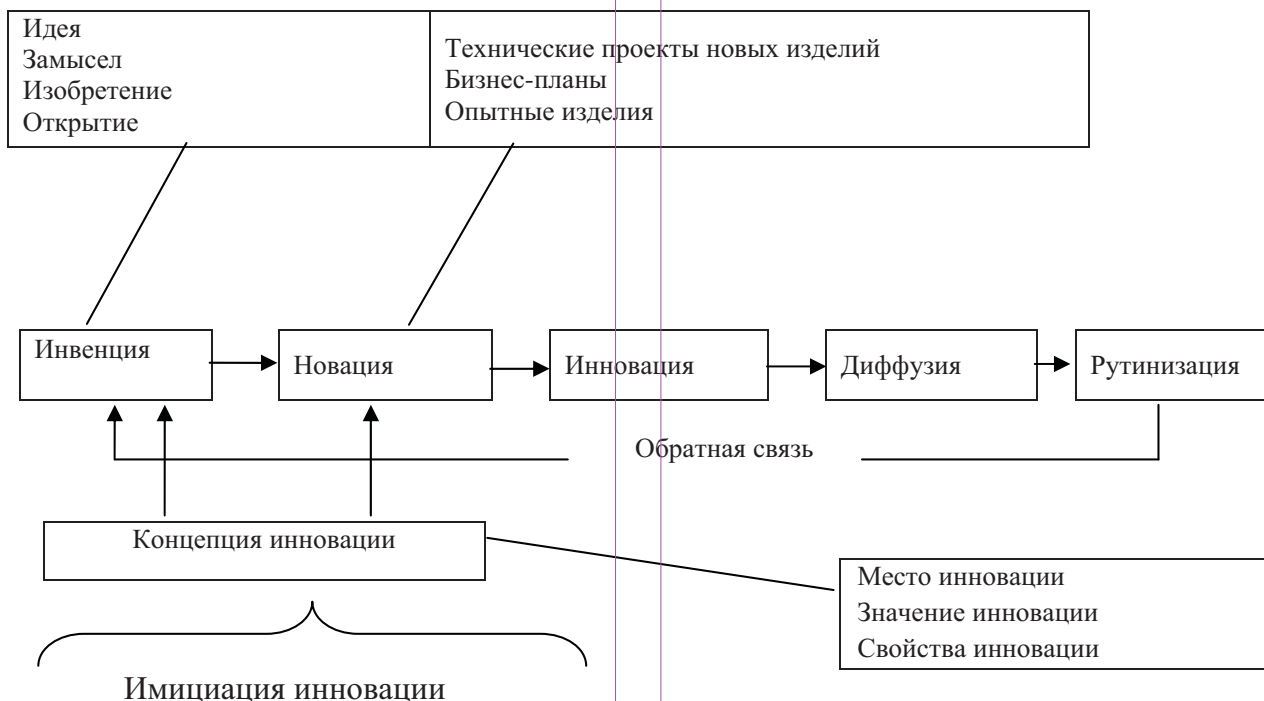 Идея
Замысел
Изобретение
Открытие
Технические проекты новых изделий
Бизнес-планы
Опытные изделия
Инвенция
Новация
Инновация
Диффузия
Рутинизация
Обратная связь
Концепция инновации
Место инновации
Значение инновации
Свойства инновации
Имициация инновации